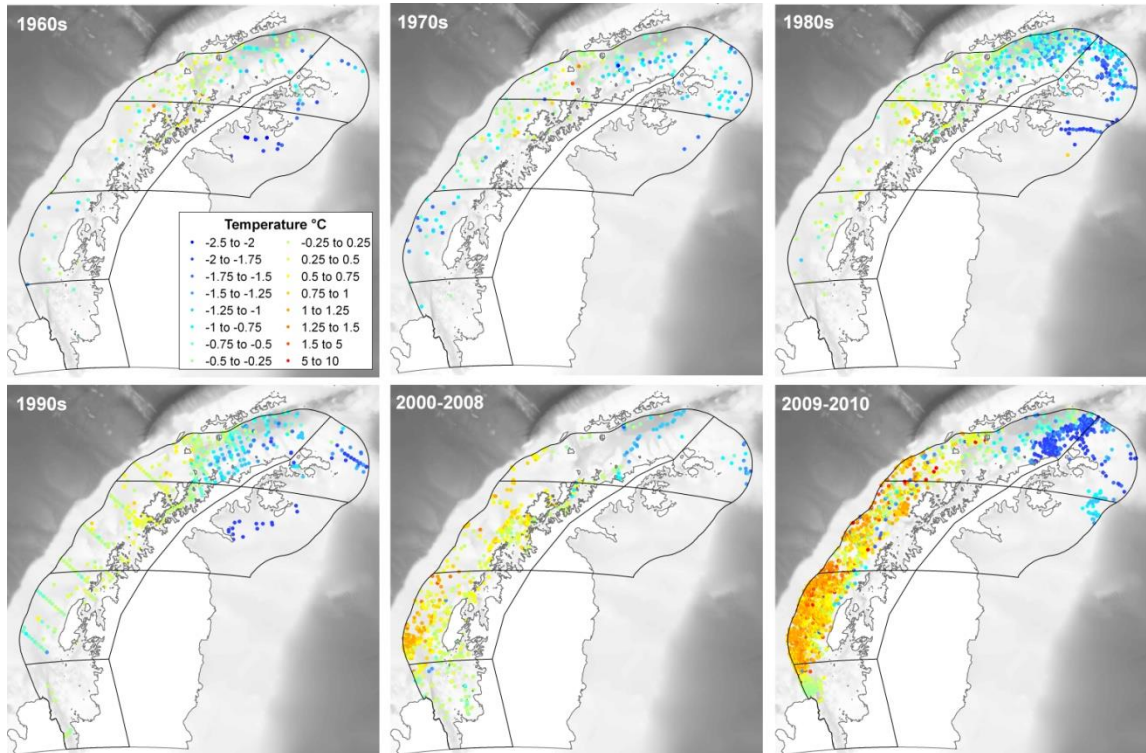 1960s
1970s
1980s
Temperature °C
-2.5 to -2
-2 to -1.75
-1.75 to -1.5
-1.5 to -1.25
-1.25 to -1
-1 to -0.75
-0.75 to -0.5
-0.5 to -0.25
-0.25 to 0.25
0.25 to 0.5
0.5 to 0.75
0.75 to 1
1 to 1.25
1.25 to 1.5
1.5 to 5
5 to 10
1990s
2000-2008
2009-2010